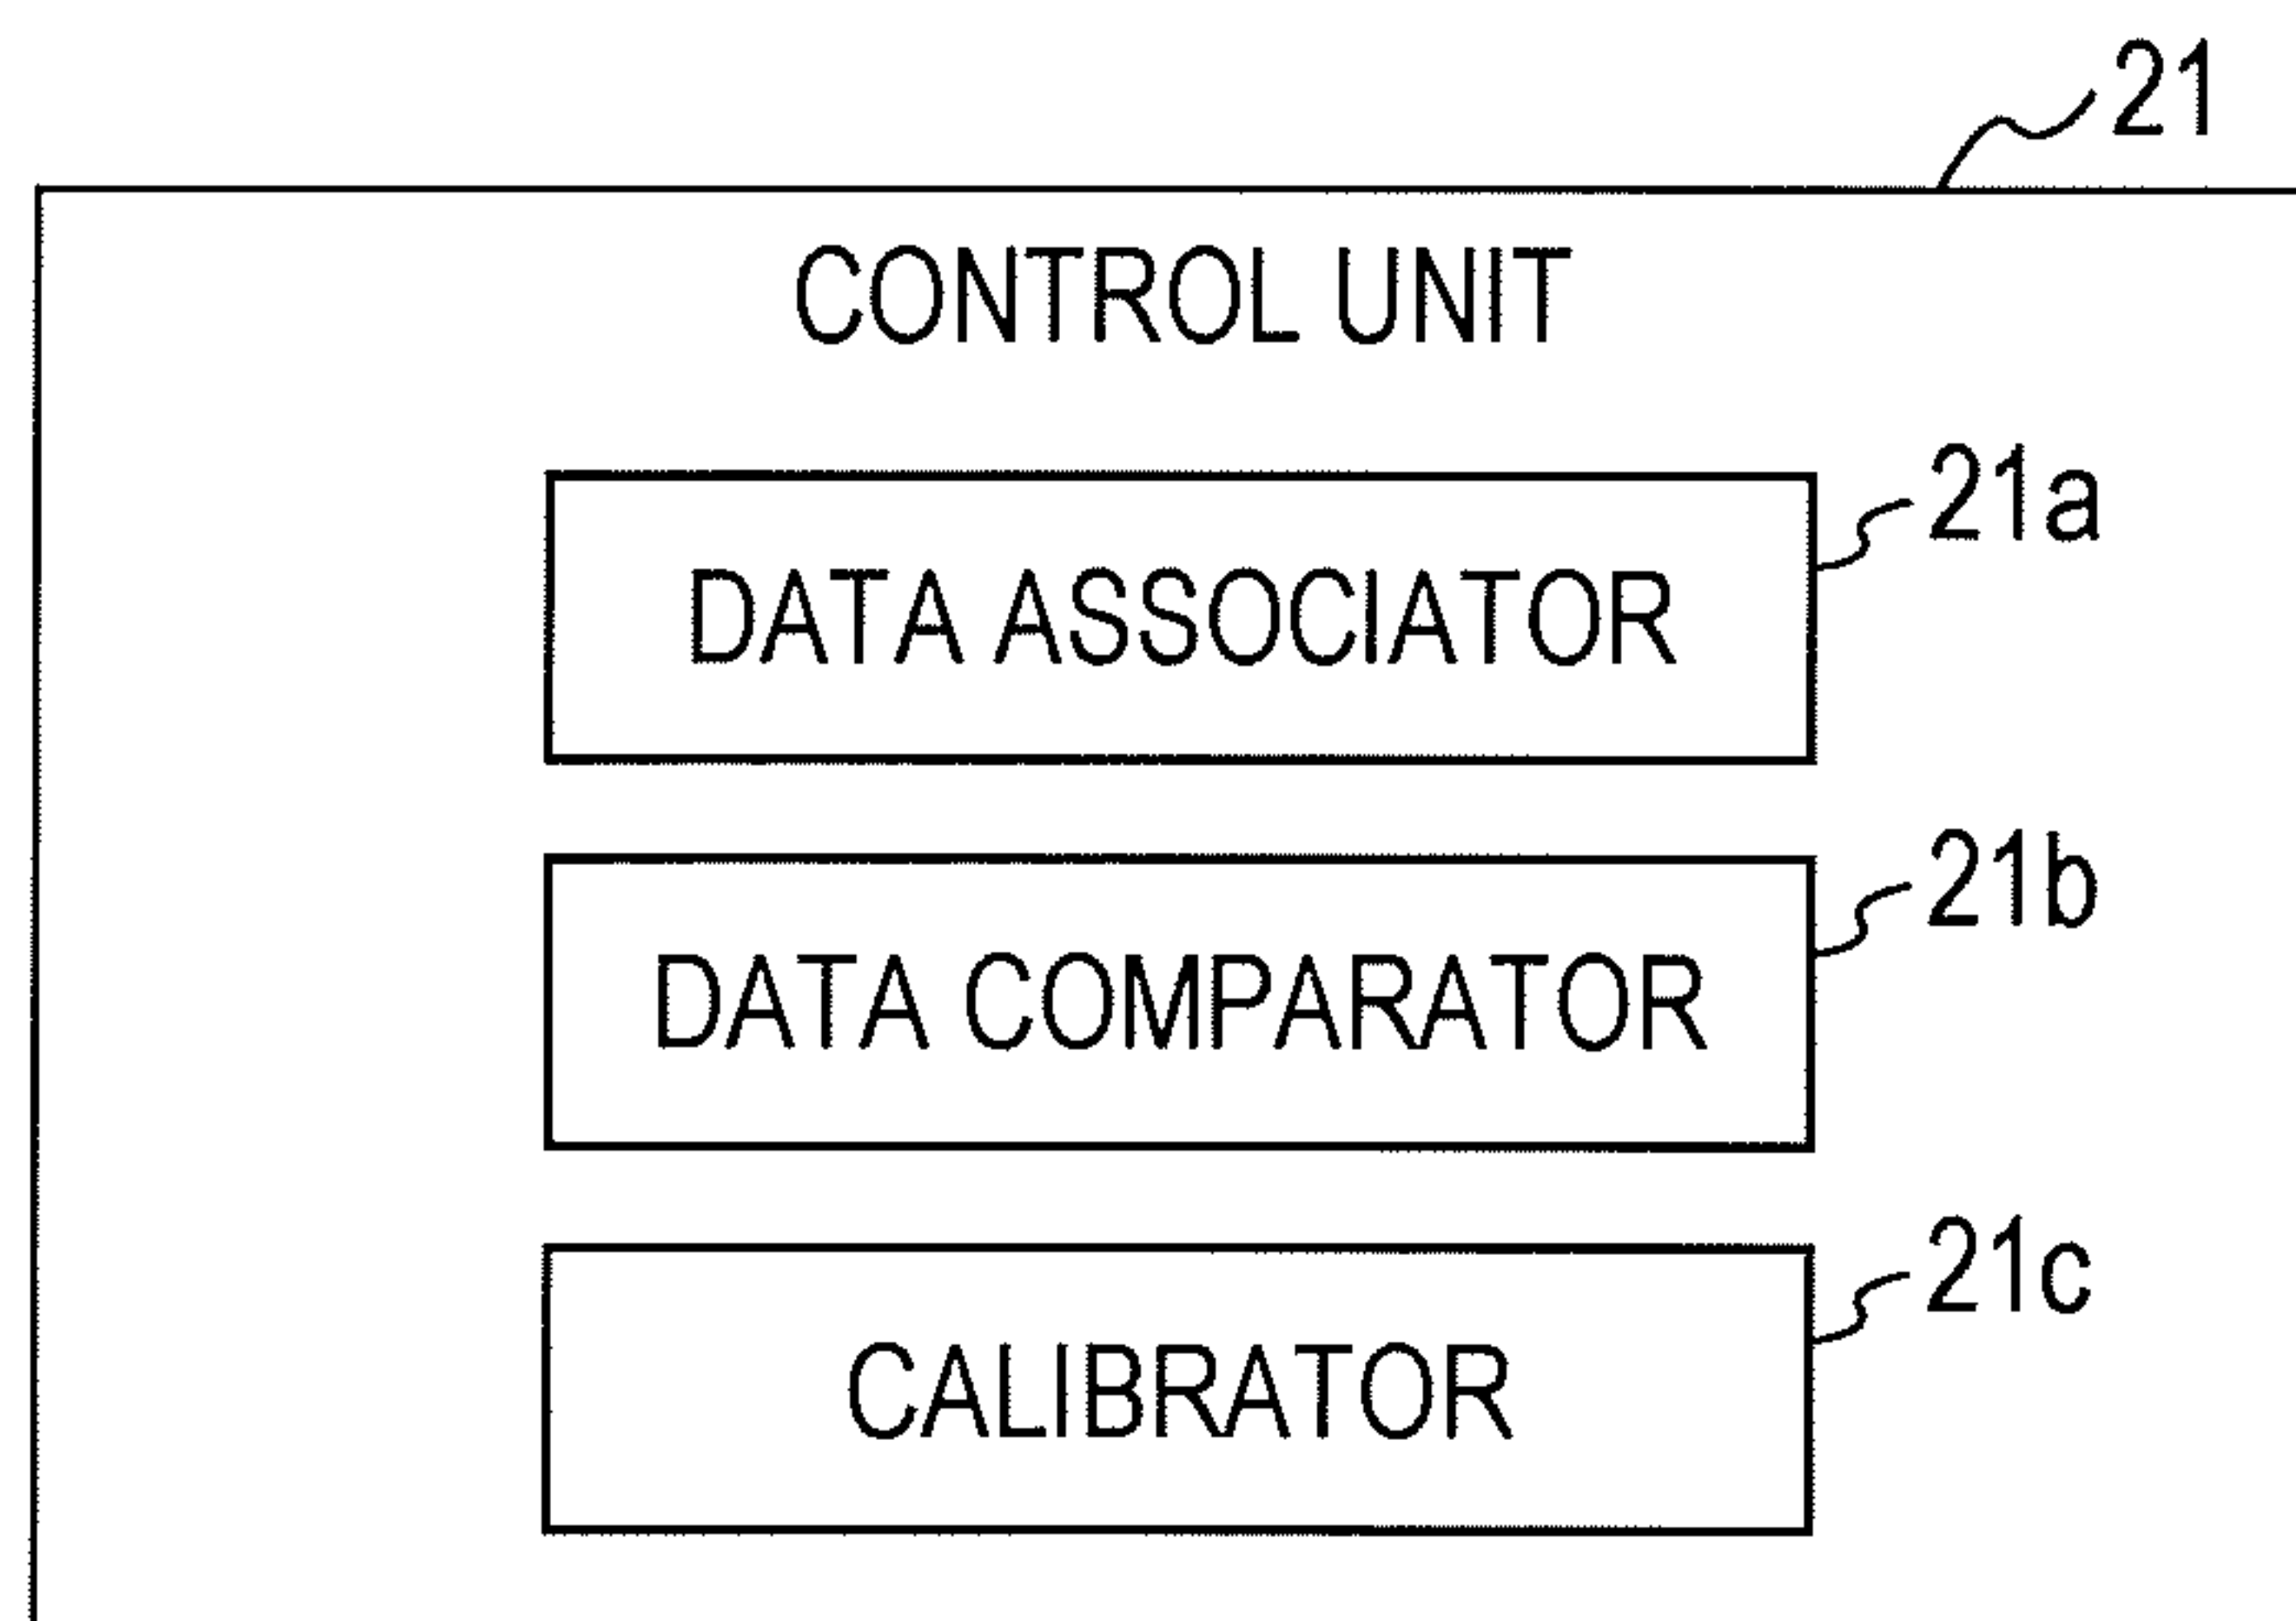 21
CONTROL UNIT
21a
DATA ASSOCIATOR
21b
DATA COMPARATOR
21c
CALIBRATOR